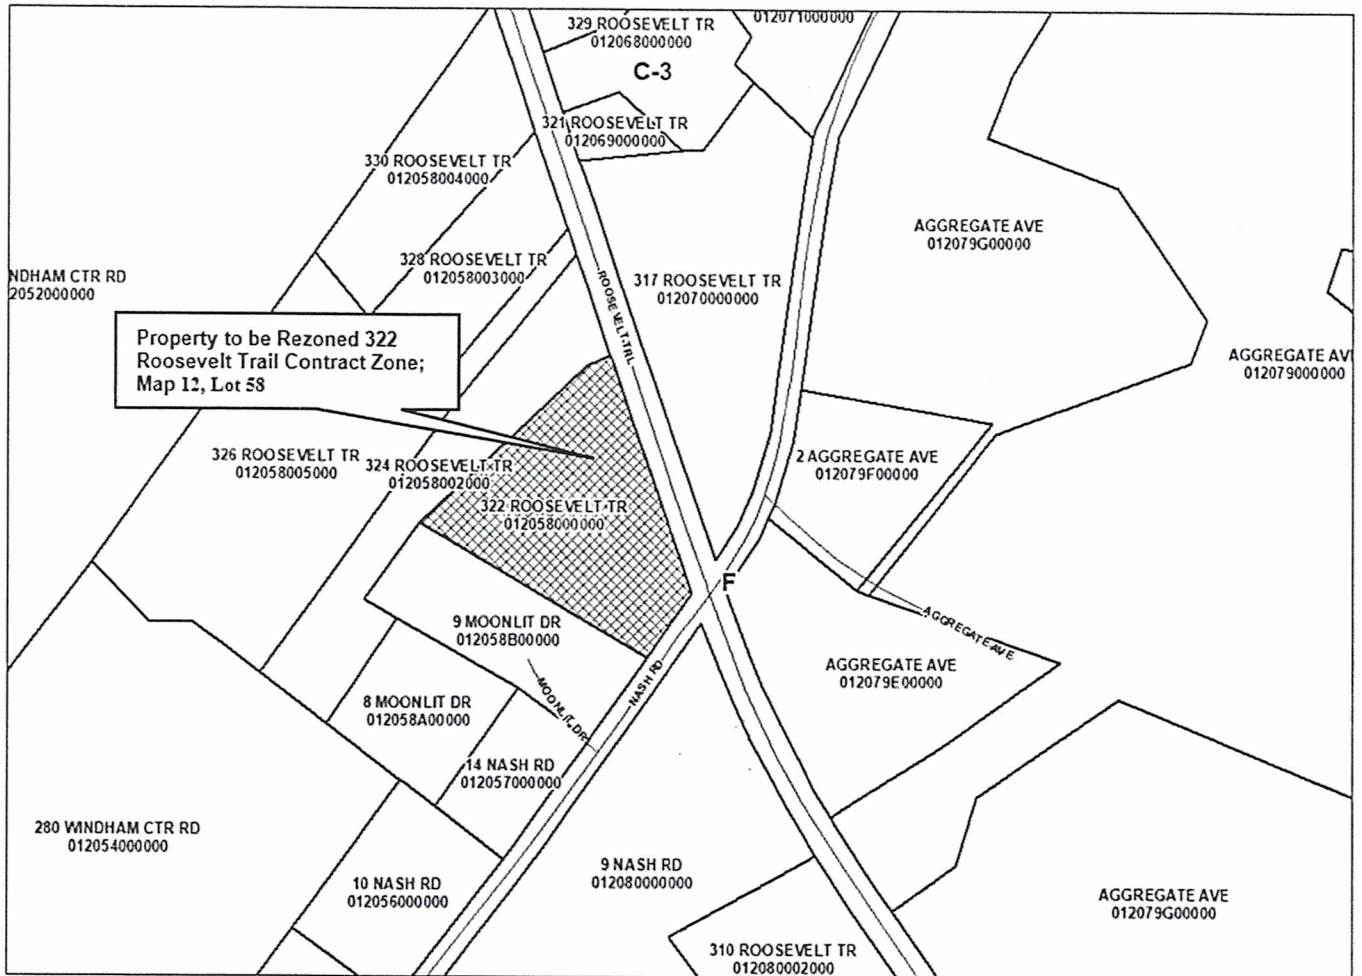 329 ROOSEVELT TR
012068000000
012071000000
C-3
321 ROOSEVELT TR
012069000000
330 ROOSEVELT TR
012058004000
AGGREGATE AVE
012079G00000
328 ROOSEVELT TR
012058003000
NDHAM CTR RD
2052000000
317 ROOSEVELT TR
012070000000
ROOSEVELT TRL
Property to be Rezoned 322
Roosevelt Trail Contract Zone;
Map 12, Lot 58
AGGREGATE AV
012079000000
326 ROOSEVELT TR
012058005000
324 ROOSEVELT TR
012058002000
2 AGGREGATE AVE
012079F00000
322 ROOSEVELT TR
012058000000
F
AGGREGATE AVE
9 MOONLIT DR
012058B00000
AGGREGATE AVE
012079E00000
NASH RD
MOONLIT DR
8 MOONLIT DR
012058A00000
14 NASH RD
012057000000
280 WINDHAM CTR RD
012054000000
10 NASH RD
012056000000
9 NASH RD
012080000000
AGGREGATE AVE
012079G00000
310 ROOSEVELT TR
012080002000